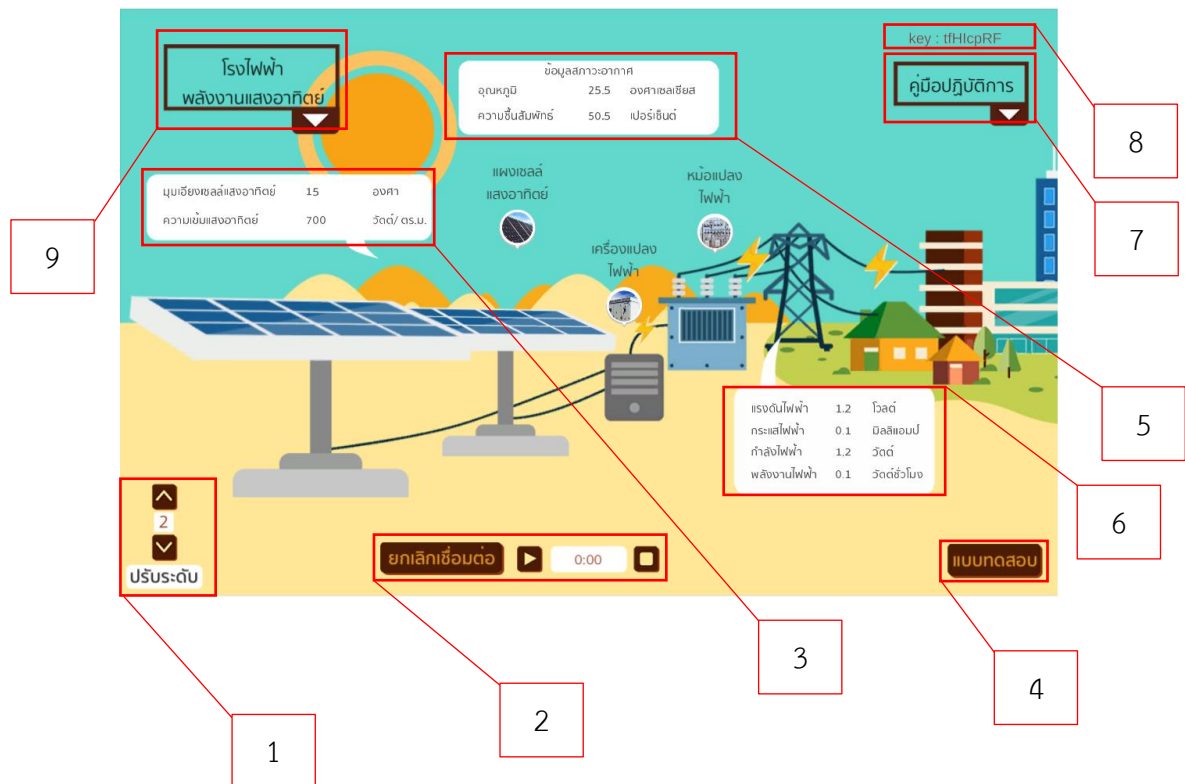 key : tfHIcpRF
โรงไฟฟ้า
พลังงานแสงอาทิตย์
ข้อมูลสภาวะอากาศ
อุณหภูมิ 25.5 องศาเซลเซียส
ความชื้นสัมพัทธ์ 50.5 เปอร์เซ็นต์
คู่มือปฏิบัติการ
8
แผงเซลล์
แสงอาทิตย์
หม้อแปลง
ไฟฟ้า
มุมเอียงเซลล์แสงอาทิตย์ 15 องศา
ความเข้มแสงอาทิตย์ 700 วัตต์/ ตร.ม.
9
7
เครื่องแปลง
ไฟฟ้า
แรงดันไฟฟ้า 1.2 โวลต์
กระแสไฟฟ้า 0.1 มิลลิแอมป์
กำลังไฟฟ้า 1.2 วัตต์
พลังงานไฟฟ้า 0.1 วัตต์ชั่วโมง
5
6
2
ปรับระดับ
ยกเลิกเชื่อมต่อ 0:00
แบบทดสอบ
3
4
2
1